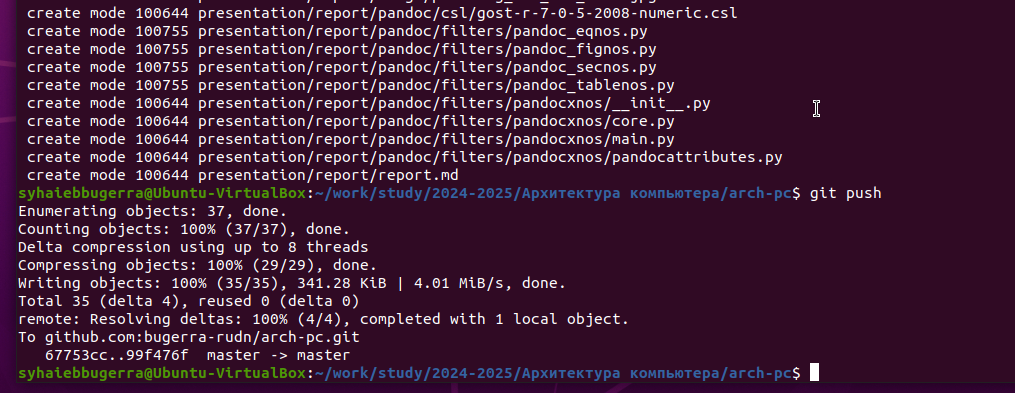 create mode 100644 presentation/report/pandoc/csl/gost-r-7-0-5-2008-numeric.csl
create mode 100755 presentation/report/pandoc/filters/pandoc_eqnos.py
create mode 100755 presentation/report/pandoc/filters/pandoc_fignos.py
create mode 100755 presentation/report/pandoc/filters/pandoc_secnos.py
create mode 100755 presentation/report/pandoc/filters/pandoc_tablenos.py
create mode 100644 presentation/report/pandoc/filters/pandocxnos/__init__.py
create mode 100644 presentation/report/pandoc/filters/pandocxnos/core.py
create mode 100644 presentation/report/pandoc/filters/pandocxnos/main.py
create mode 100644 presentation/report/pandoc/filters/pandocxnos/pandocattributes.py
create mode 100644 presentation/report/report.md
syhaiebbugerra@Ubuntu-VirtualBox:~/work/study/2024-2025/Архитектура компьютера/arch-pc$ git push
Enumerating objects: 37, done.
Counting objects: 100% (37/37), done.
Delta compression using up to 8 threads
Compressing objects: 100% (29/29), done.
Writing objects: 100% (35/35), 341.28 KiB | 4.01 MiB/s, done.
Total 35 (delta 4), reused 0 (delta 0)
remote: Resolving deltas: 100% (4/4), completed with 1 local object.
To github.com:bugerra-rudn/arch-pc.git
67753cc..99f476f  master -> master
syhaiebbugerra@Ubuntu-VirtualBox:~/work/study/2024-2025/Архитектура компьютера/arch-pc$